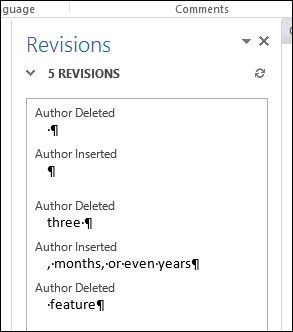 guage
Comments
Revisions
5 REVISIONS
Author Deleted
·¶
Author Inserted
¶
Author Deleted
three·¶
Author Inserted
,·months,·or·even·years¶
Author Deleted
·feature¶